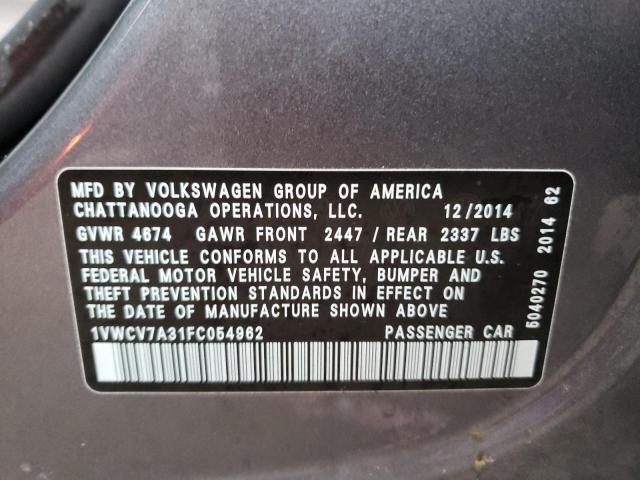 MFD BY VOLKSWAGEN GROUP OF AMERICA
CHATTANOOGA OPERATIONS, LLC. 12/2014
GVWR 4674 GAWR FRONT 2447 / REAR 2337 LBS
THIS VEHICLE CONFORMS TO ALL APPLICABLE U.S.
FEDERAL MOTOR VEHICLE SAFETY, BUMPER AND
THEFT PREVENTION STANDARDS IN EFFECT ON
THE DATE OF MANUFACTURE SHOWN ABOVE
1VWCV7A31FC054962 PASSENGER CAR
5040270 2014 62